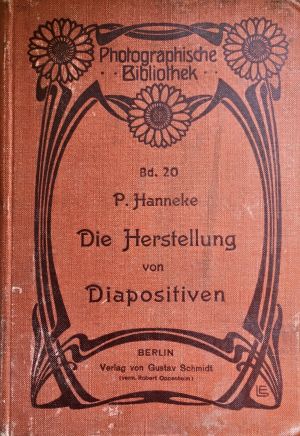 Photographische
Bibliothek
Bd. 20
P. Hanneke
Die Herstellung
von
Diapositiven
BERLIN
Verlag von Gustav Schmidt
(vorm. Robert Oppenheim)